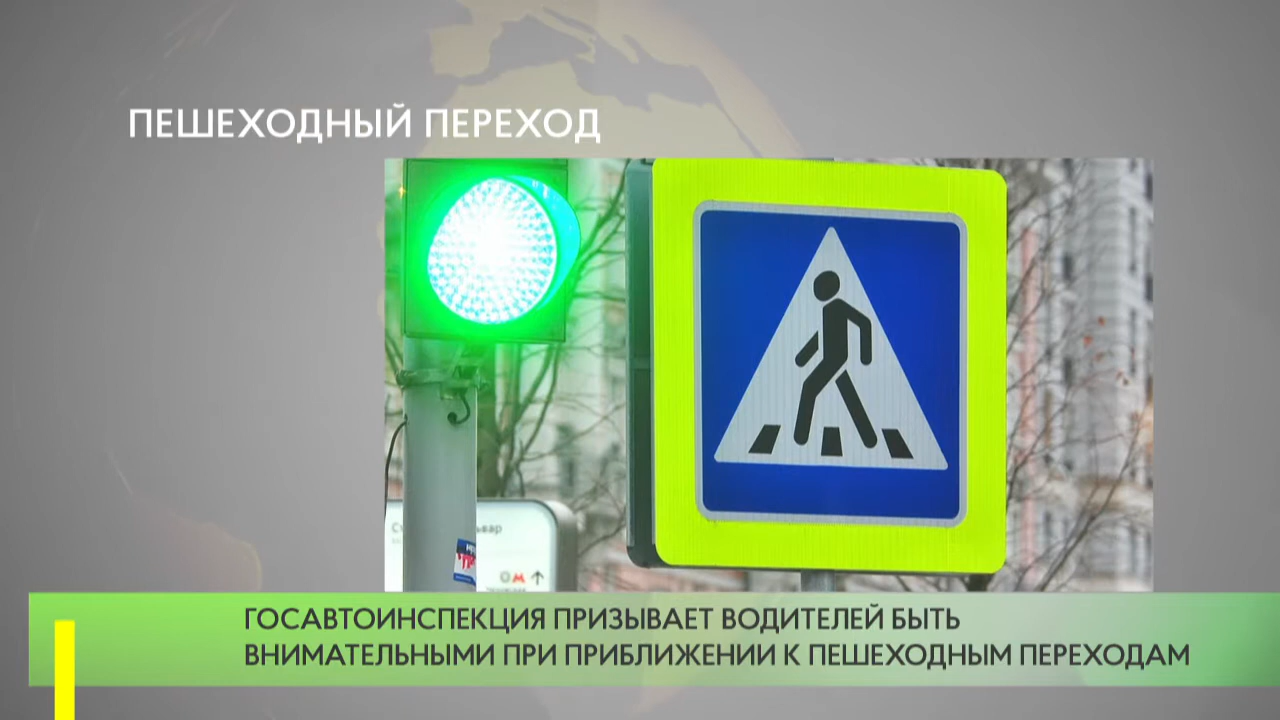 ПЕШЕХОДНЫЙ ПЕРЕХОД
ГОСАВТОИНСПЕКЦИЯ ПРИЗЫВАЕТ ВОДИТЕЛЕЙ БЫТЬ
ВНИМАТЕЛЬНЫМИ ПРИ ПРИБЛИЖЕНИИ К ПЕШЕХОДНЫМ ПЕРЕХОДАМ